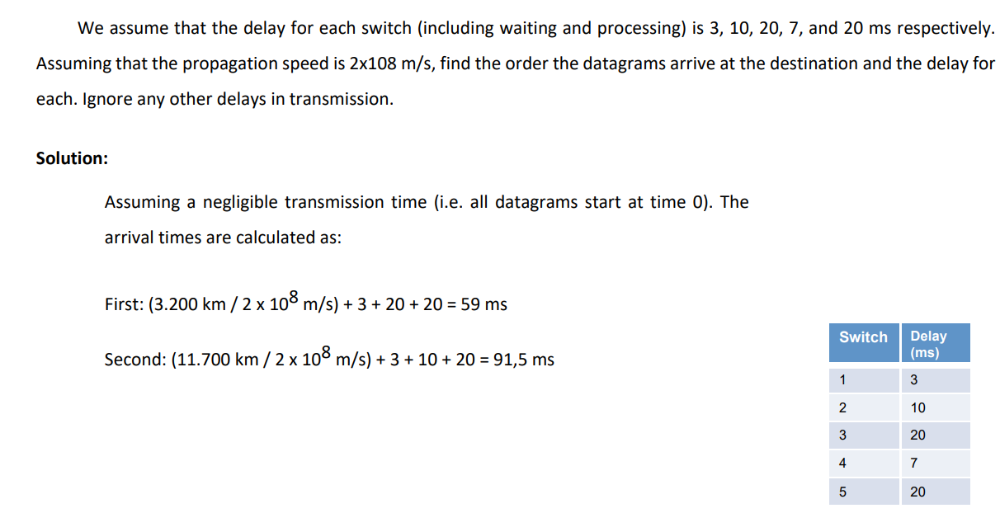 We assume that the delay for each switch (including waiting and processing) is 3, 10, 20, 7, and 20 ms respectively.
Assuming that the propagation speed is 2x108 m/s, find the order the datagrams arrive at the destination and the delay for
each. Ignore any other delays in transmission.
Solution:
Assuming a negligible transmission time (i.e. all datagrams start at time 0). The
arrival times are calculated as:
First: (3.200 km / 2 x 10⁸ m/s) + 3 + 20 + 20 = 59 ms
Second: (11.700 km / 2 x 10⁸ m/s) + 3 + 10 + 20 = 91,5 ms
Switch Delay (ms)
1 3
2 10
3 20
4 7
5 20